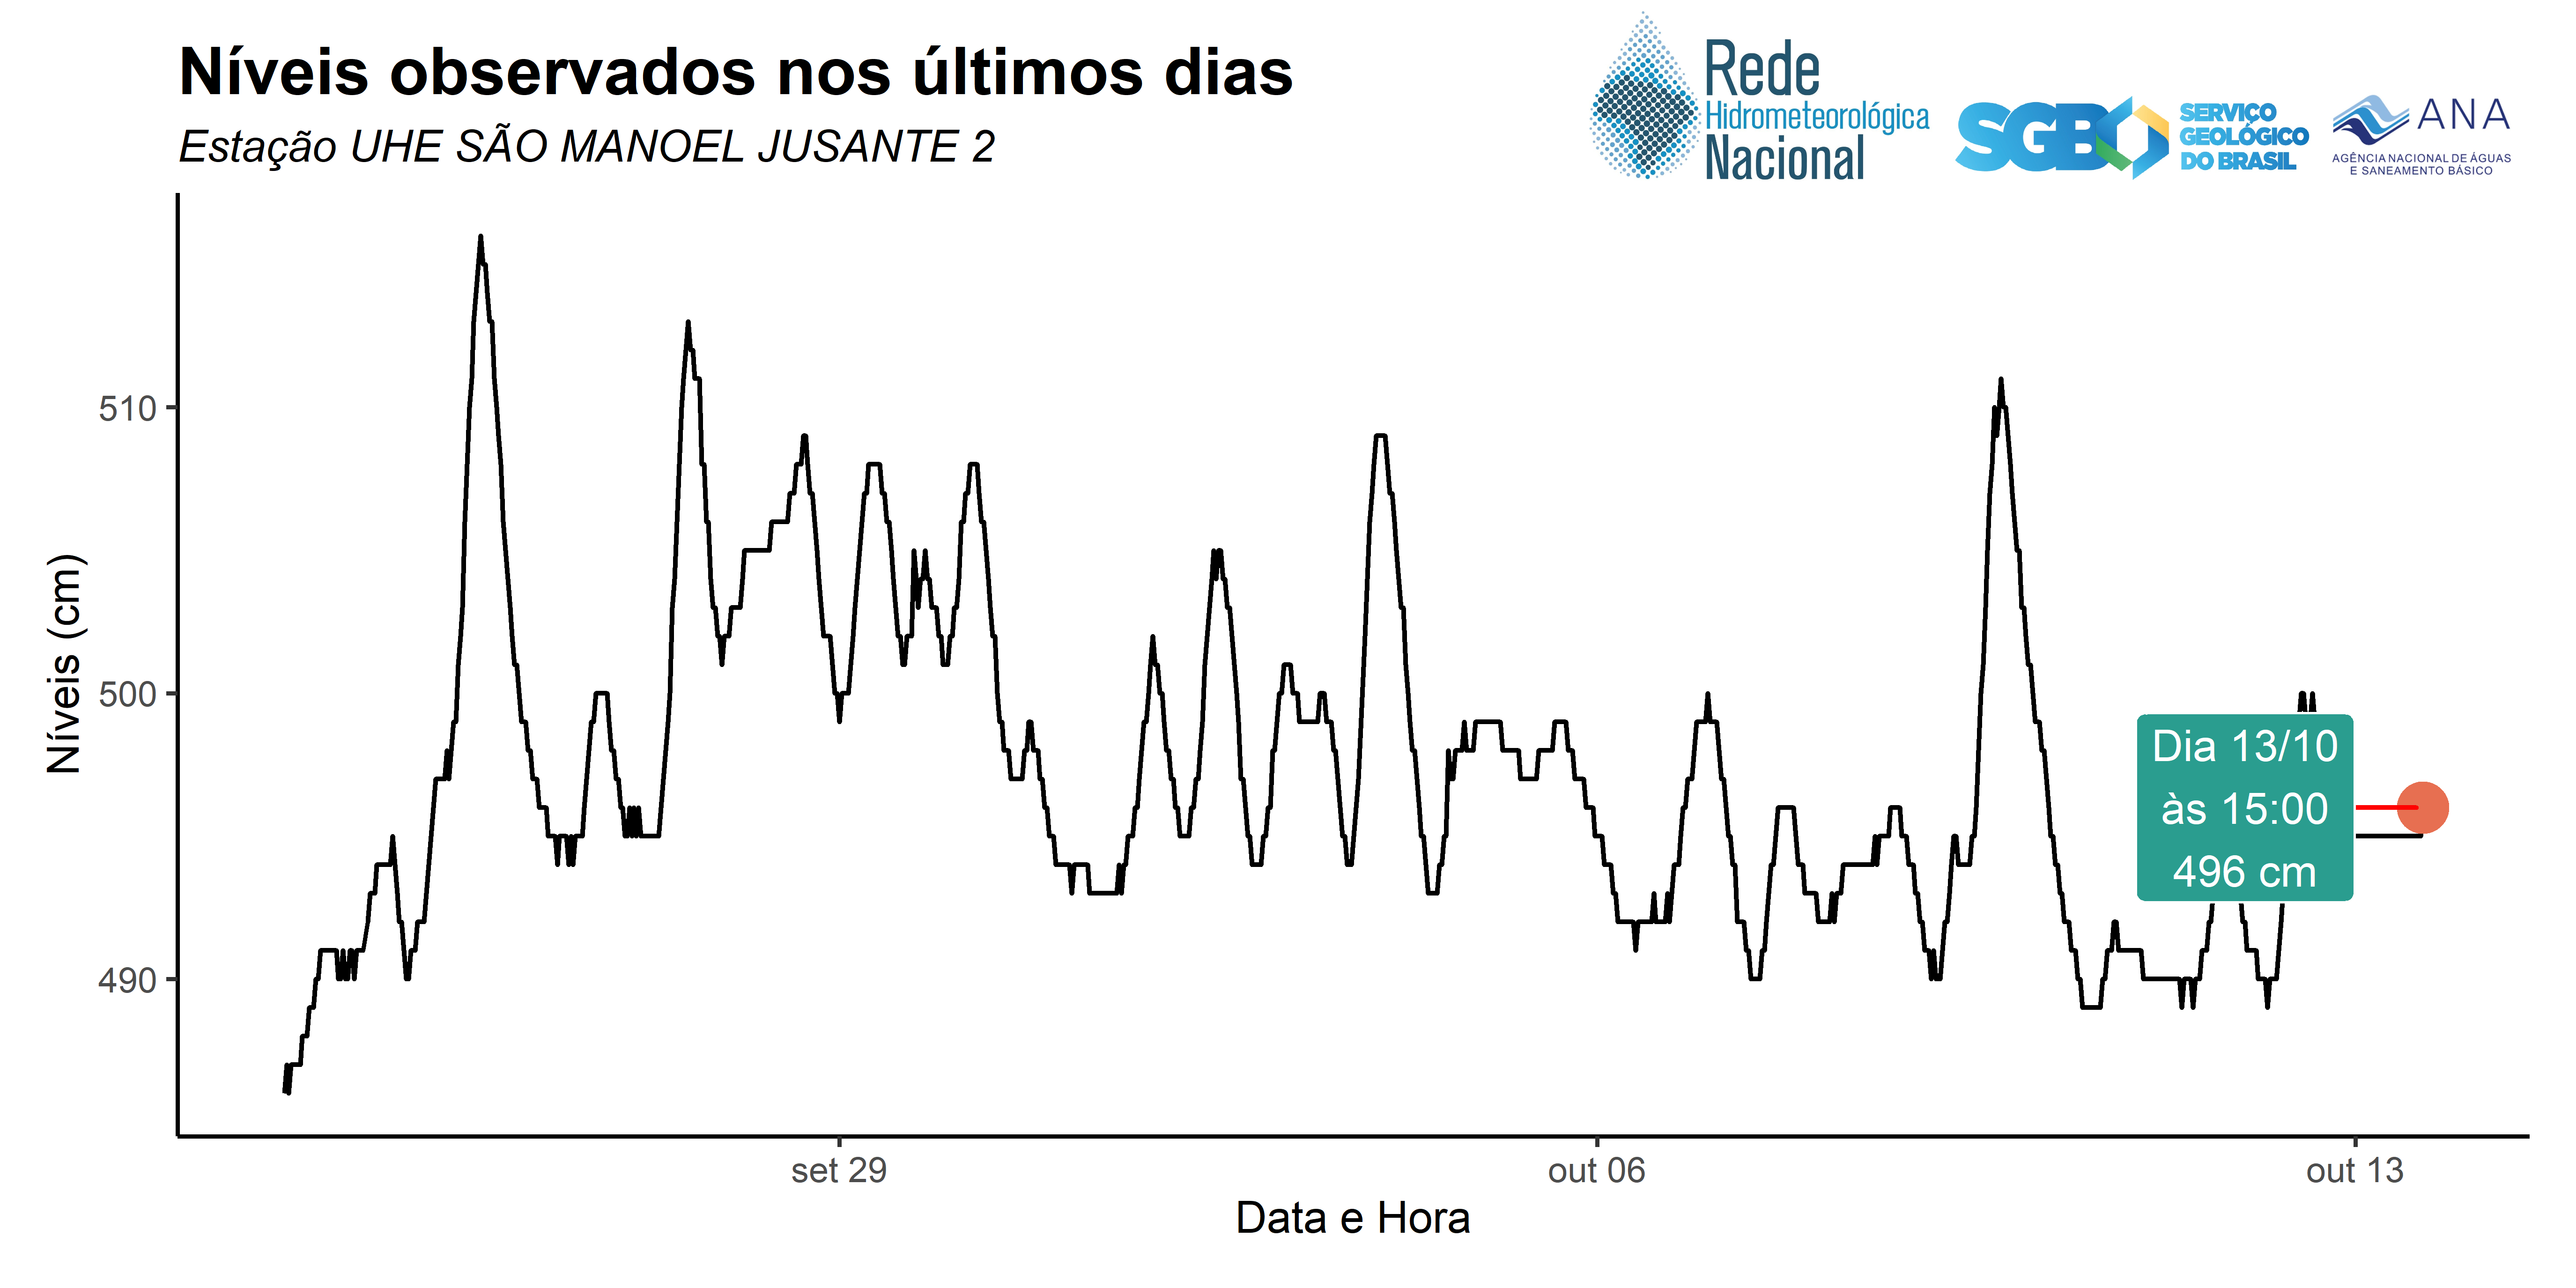 Níveis observados nos últimos dias
Estação UHE SÃO MANOEL JUSANTE 2
Rede
Hidrometeorológica
Nacional
SGB
SERVIÇO
GEOLÓGICO
DO BRASIL
ANA
AGÊNCIA NACIONAL DE ÁGUAS
E SANEAMENTO BÁSICO
Níveis (cm)
510
500
490
Dia 13/10
às 15:00
496 cm
set 29
out 06
out 13
Data e Hora